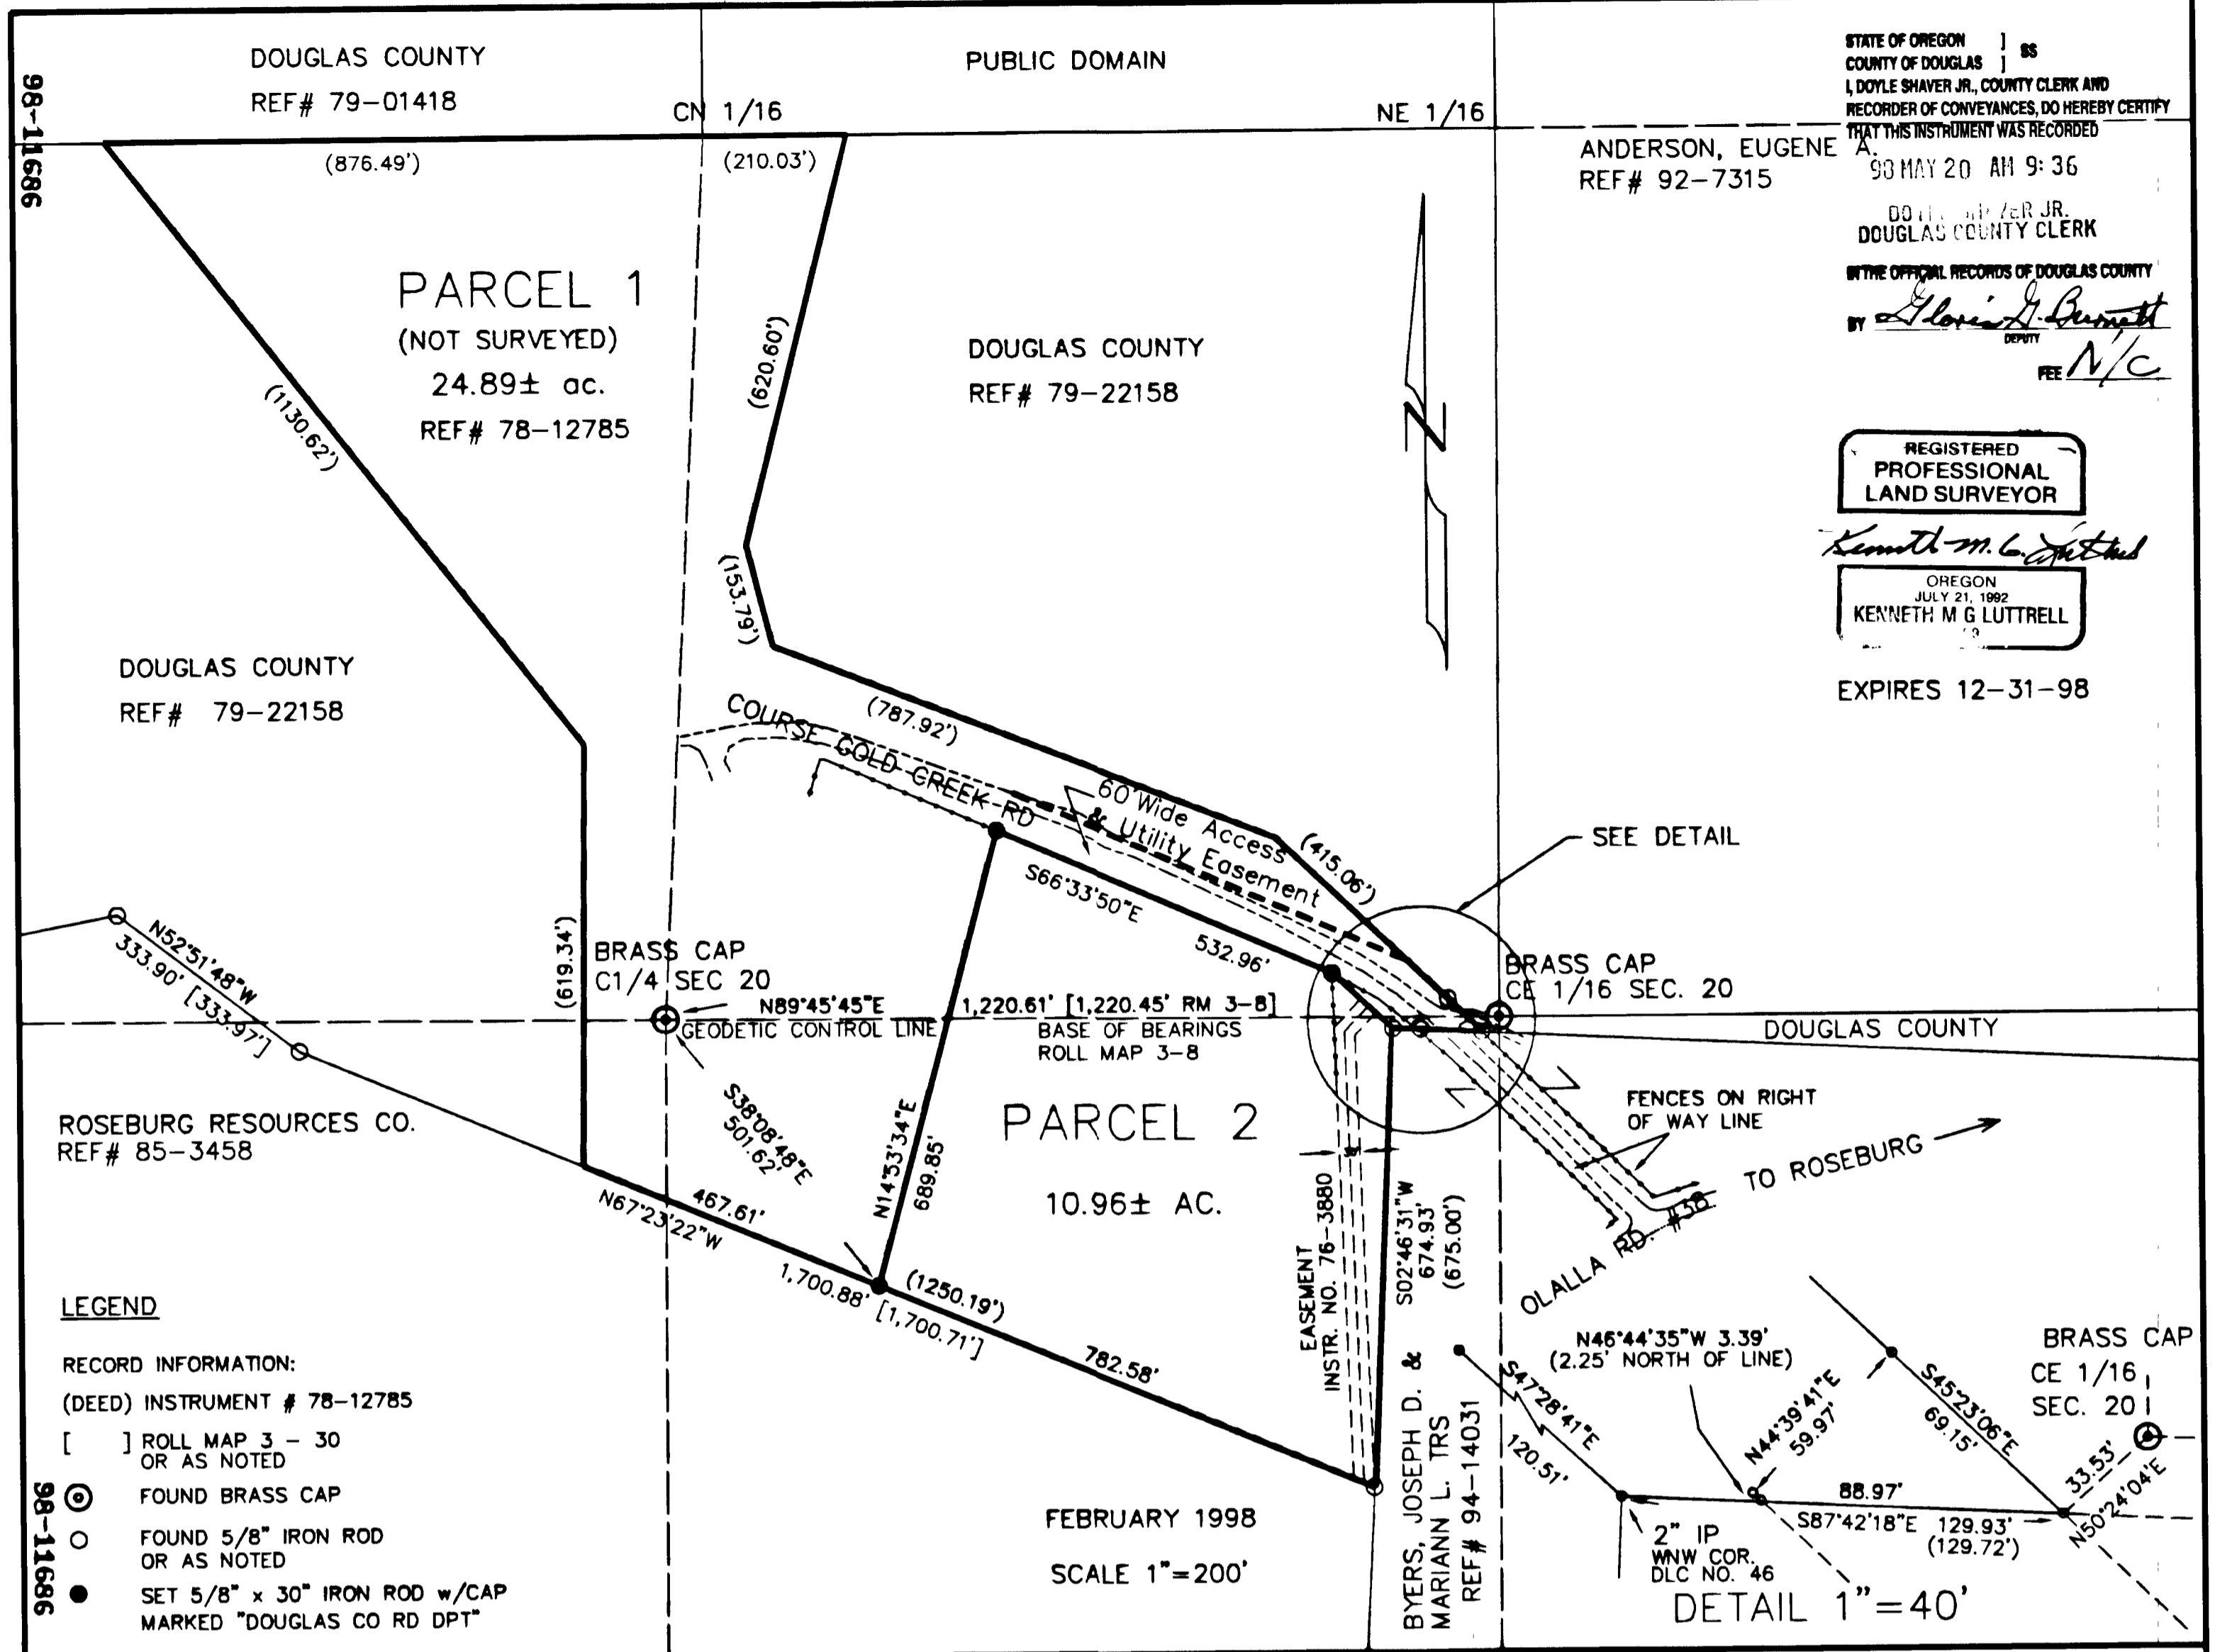 DOUGLAS COUNTY
REF# 79-01418
PUBLIC DOMAIN
CN 1/16
NE 1/16
98-11686
STATE OF OREGON ] SS
COUNTY OF DOUGLAS ]
I, DOYLE SHAVER JR., COUNTY CLERK AND
RECORDER OF CONVEYANCES, DO HEREBY CERTIFY
THAT THIS INSTRUMENT WAS RECORDED
98 MAY 20 AM 9:36
JR.
DOUGLAS COUNTY CLERK
IN THE OFFICIAL RECORDS OF DOUGLAS COUNTY
BY Gloria G. Burnett
DEPUTY
FEE N/C
ANDERSON, EUGENE A.
REF# 92-7315
(876.49')
(210.03')
PARCEL 1
(NOT SURVEYED)
24.89± ac.
REF# 78-12785
(1130.62')
(620.60')
(153.79')
DOUGLAS COUNTY
REF# 79-22158
N
REGISTERED
PROFESSIONAL
LAND SURVEYOR
Kenneth M. G. Luttrell
OREGON
JULY 21, 1992
KENNETH M G LUTTRELL
EXPIRES 12-31-98
DOUGLAS COUNTY
REF# 79-22158
(787.92')
COURSE GOLD CREEK RD
60' Wide Access
& Utility Easement
(415.06')
SEE DETAIL
S66°33'50"E
532.96'
(619.34')
BRASS CAP
C1/4 SEC 20
N89°45'45"E 1,220.61' [1,220.45' RM 3-8]
GEODETIC CONTROL LINE
BASE OF BEARINGS
ROLL MAP 3-8
BRASS CAP
CE 1/16 SEC. 20
DOUGLAS COUNTY
N52°51'48"W
333.90' [333.97']
ROSEBURG RESOURCES CO.
REF# 85-3458
S38°08'48"E
501.62'
N14°53'34"E
689.85'
PARCEL 2
10.96± AC.
FENCES ON RIGHT
OF WAY LINE
TO ROSEBURG
OLALLA RD. #38
467.61'
N67°23'22"W
1,700.88' [1,700.71']
(1250.19')
782.58'
EASEMENT
INSTR. NO. 76-3880
S02°46'31"W
674.93'
(675.00')
BYERS, JOSEPH D. &
MARIANN L. TRS
REF# 94-14031
LEGEND
RECORD INFORMATION:
(DEED) INSTRUMENT # 78-12785
[ ] ROLL MAP 3 - 30
OR AS NOTED
FOUND BRASS CAP
FOUND 5/8" IRON ROD
OR AS NOTED
SET 5/8" x 30" IRON ROD w/CAP
MARKED "DOUGLAS CO RD DPT"
98-11686
FEBRUARY 1998
SCALE 1"=200'
N46°44'35"W 3.39'
(2.25' NORTH OF LINE)
S47°28'41"E
120.51'
N44°39'41"E
59.97'
S45°23'06"E
69.15'
BRASS CAP
CE 1/16
SEC. 20
33.53'
N50°24'04"E
88.97'
S87°42'18"E 129.93'
(129.72')
2" IP
WNW COR.
DLC NO. 46
DETAIL 1"=40'